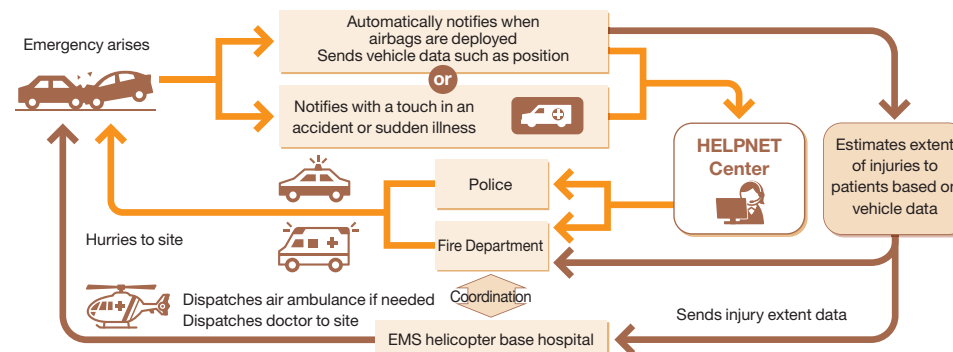 Emergency arises
Automatically notifies when
airbags are deployed
Sends vehicle data such as position
or
Notifies with a touch in an
accident or sudden illness
HELPNET
Center
Estimates extent
of injuries to
patients based on
vehicle data
Police
Fire Department
Hurries to site
Coordination
Dispatches air ambulance if needed
Dispatches doctor to site
Sends injury extent data
EMS helicopter base hospital